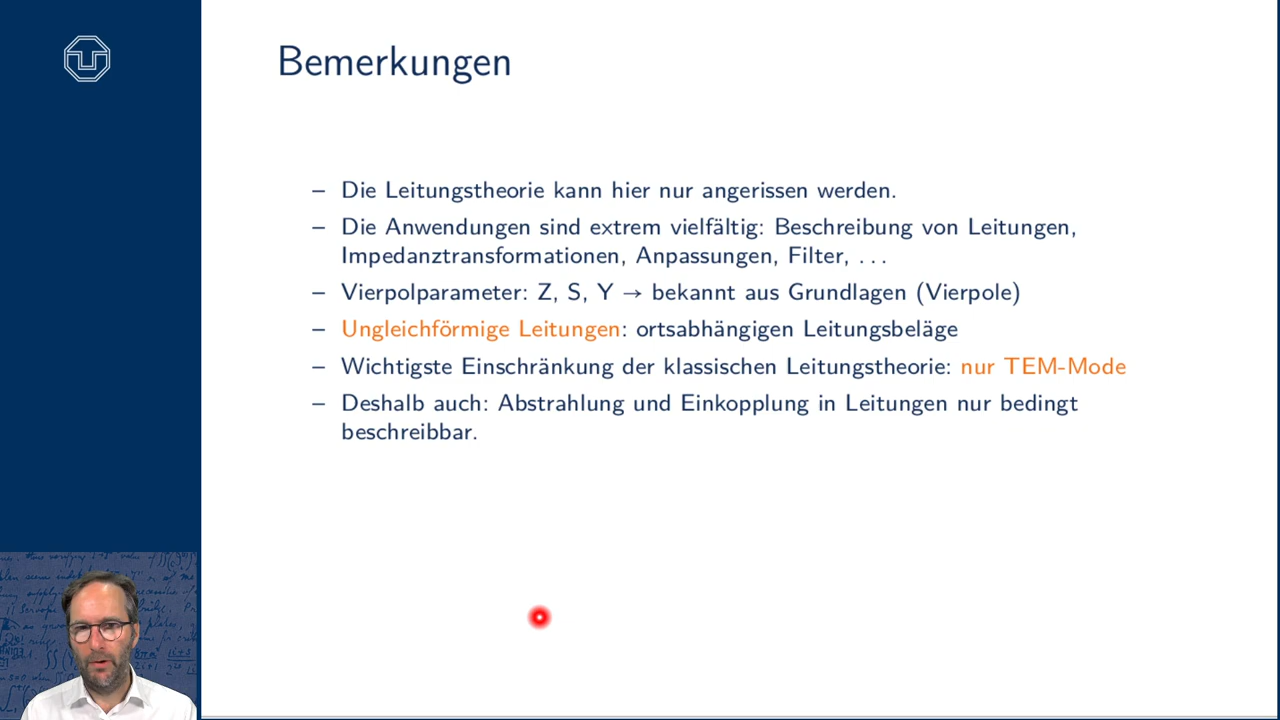 Bemerkungen
– Die Leitungstheorie kann hier nur angerissen werden.
– Die Anwendungen sind extrem vielfältig: Beschreibung von Leitungen,
Impedanztransformationen, Anpassungen, Filter, . . .
– Vierpolparameter: Z, S, Y → bekannt aus Grundlagen (Vierpole)
– Ungleichförmige Leitungen: ortsabhängigen Leitungsbeläge
– Wichtigste Einschränkung der klassischen Leitungstheorie: nur TEM-Mode
– Deshalb auch: Abstrahlung und Einkopplung in Leitungen nur bedingt
beschreibbar.